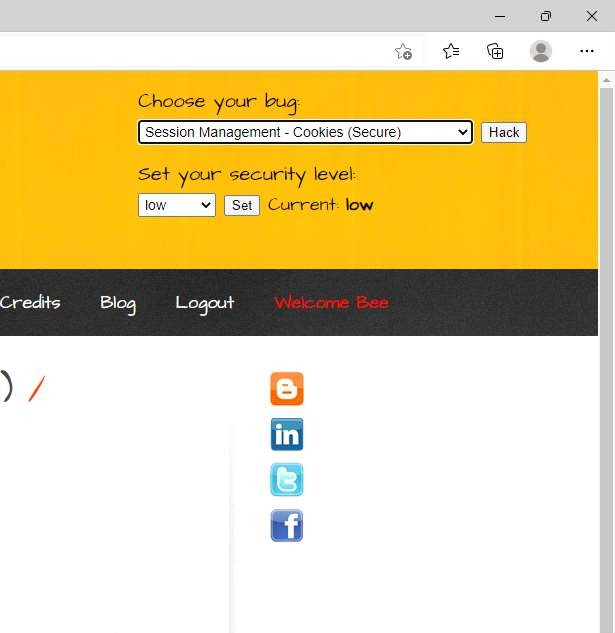 Choose your bug:
Session Management - Cookies (Secure) Hack
Set your security level:
low Set Current: low
Credits Blog Logout Welcome Bee
) /
in
t
f